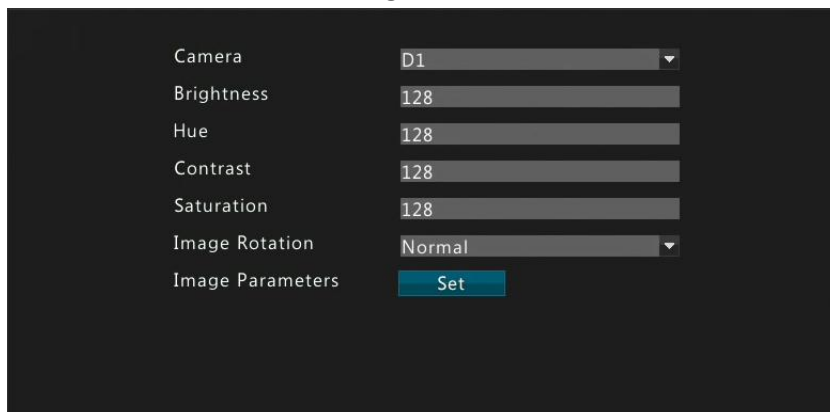 Camera D1
Brightness 128
Hue 128
Contrast 128
Saturation 128
Image Rotation Normal
Image Parameters Set